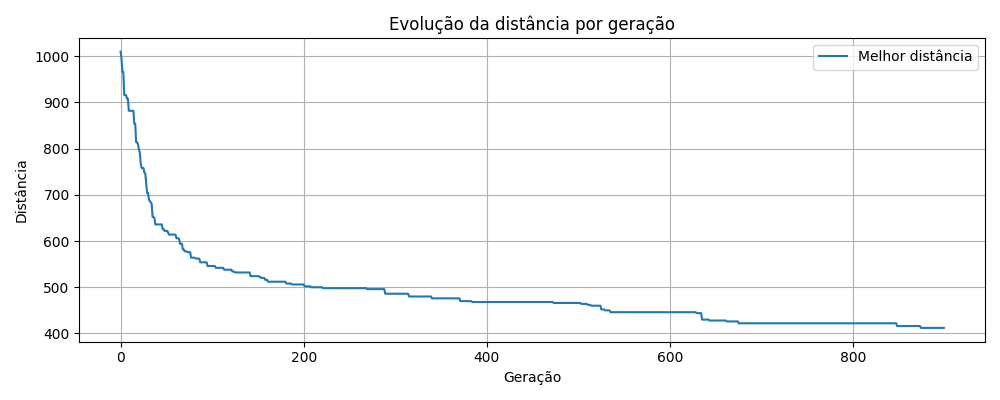 Evolução da distância por geração
Melhor distância
1000
900
800
700
600
500
400
Distância
0 200 400 600 800
Geração